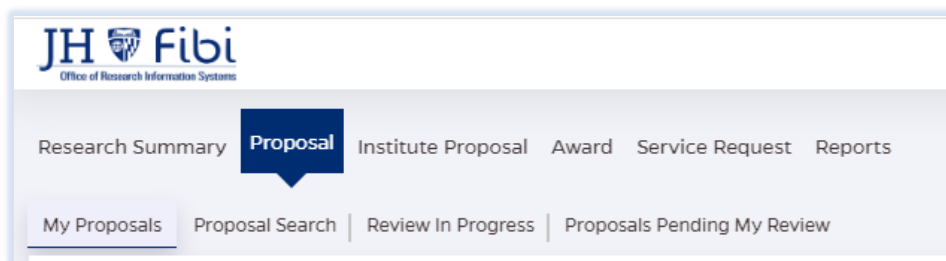 JH Fibi
Office of Research Information Systems
Research Summary Proposal Institute Proposal Award Service Request Reports
My Proposals Proposal Search Review In Progress Proposals Pending My Review